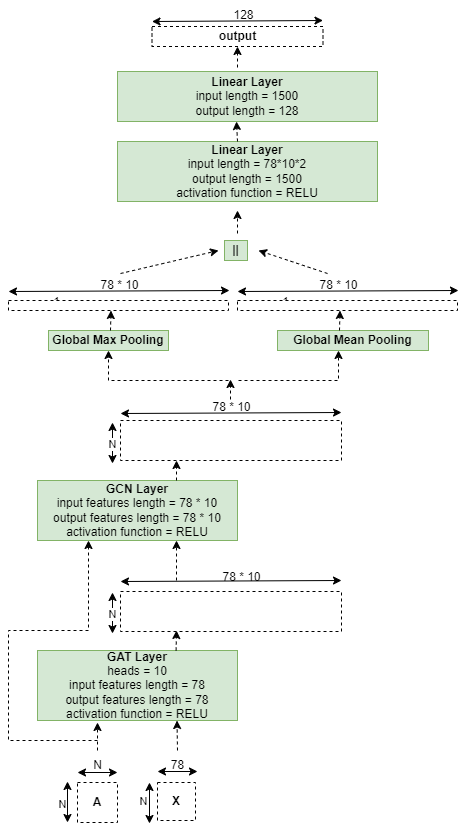 128
output
Linear Layer
input length = 1500
output length = 128
Linear Layer
input length = 78*10*2
output length = 1500
activation function = RELU
||
78 * 10
78 * 10
Global Max Pooling
Global Mean Pooling
78 * 10
N
GCN Layer
input features length = 78 * 10
output features length = 78 * 10
activation function = RELU
78 * 10
N
GAT Layer
heads = 10
input features length = 78
output features length = 78
activation function = RELU
N
78
N
A
N
X